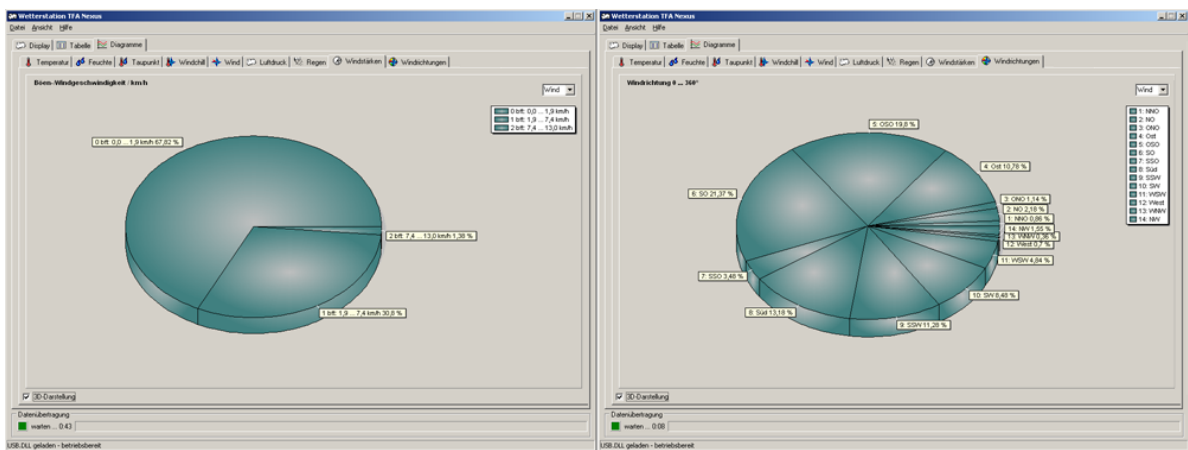 Wetterstation TFA Nexus
Datei Ansicht Hilfe
Display Tabelle Diagramme
Temperatur Feuchte Taupunkt Windchill Wind Luftdruck Regen Windstärken Windrichtungen
Böen-Windgeschwindigkeit / km/h
Wind
0 bft: 0,0 ... 1,9 km/h
1 bft: 1,9 ... 7,4 km/h
2 bft: 7,4 ... 13,0 km/h
0 bft: 0,0 ... 1,9 km/h 67,82 %
2 bft: 7,4 ... 13,0 km/h 1,38 %
1 bft: 1,9 ... 7,4 km/h 30,8 %
3D-Darstellung
Datenübertragung
warten ... 0:43
USB.DLL geladen - betriebsbereit
Wetterstation TFA Nexus
Datei Ansicht Hilfe
Display Tabelle Diagramme
Temperatur Feuchte Taupunkt Windchill Wind Luftdruck Regen Windstärken Windrichtungen
Windrichtung 0 ... 360°
Wind
1: NNO
2: NO
3: ONO
4: Ost
5: OSO
6: SO
7: SSO
8: Süd
9: SSW
10: SW
11: WSW
12: West
13: WNW
14: NW
5: OSO 19,8 %
4: Ost 10,78 %
6: SO 21,37 %
3: ONO 1,14 %
2: NO 2,18 %
1: NNO 0,86 %
14: NW 1,55 %
13: WNW 0,36 %
12: West 0,7 %
11: WSW 4,84 %
7: SSO 3,48 %
10: SW 8,48 %
8: Süd 13,18 %
9: SSW 11,28 %
3D-Darstellung
Datenübertragung
warten ... 0:08
USB.DLL geladen - betriebsbereit